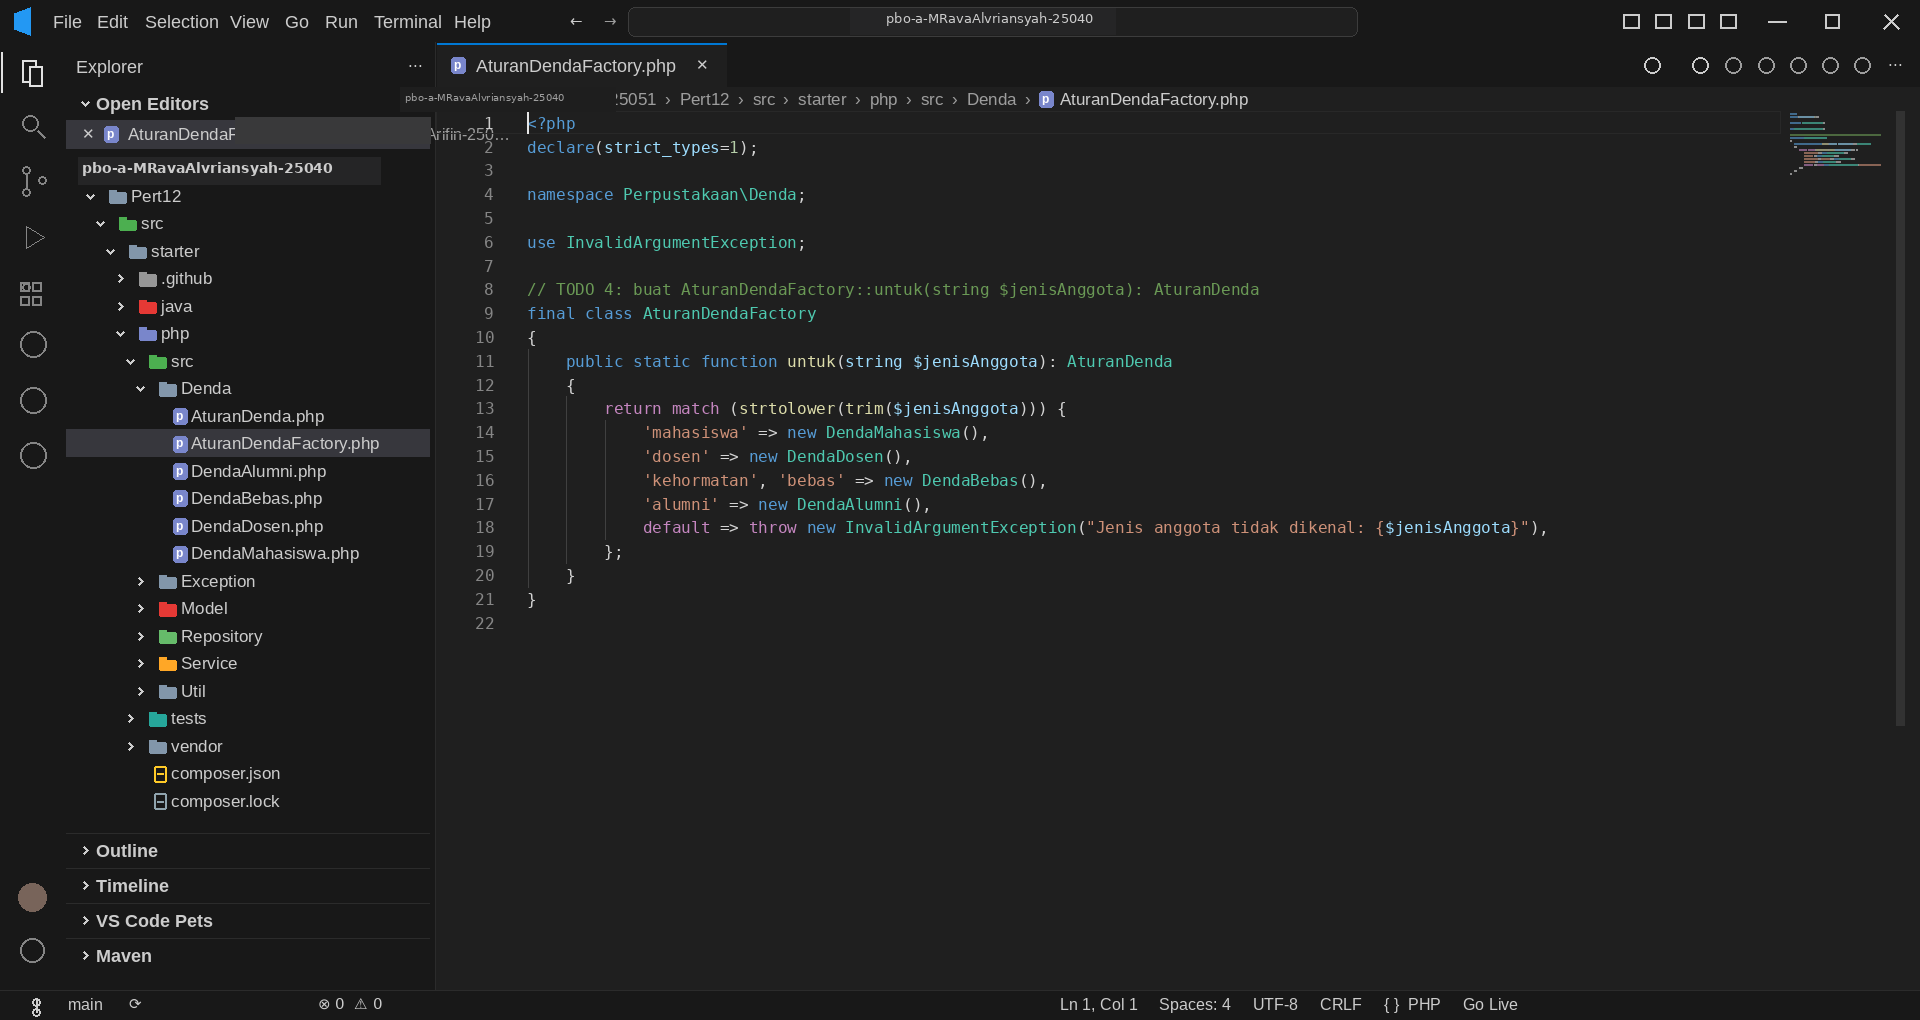 File Edit Selection View Go Run Terminal Help
pbo-a-MRavaAlvriansyah-25040
Explorer
AturanDendaFactory.php
Open Editors
pbo-a-MRavaAlvriansyah-25040
25051 › Pert12 › src › starter › php › src › Denda › AturanDendaFactory.php
AturanDendaF
Arifin-250...
pbo-a-MRavaAlvriansyah-25040
Pert12
src
starter
.github
java
php
src
Denda
AturanDenda.php
AturanDendaFactory.php
DendaAlumni.php
DendaBebas.php
DendaDosen.php
DendaMahasiswa.php
Exception
Model
Repository
Service
Util
tests
vendor
composer.json
composer.lock
Outline
Timeline
VS Code Pets
Maven
1 <?php
2 declare(strict_types=1);
3
4 namespace Perpustakaan\Denda;
5
6 use InvalidArgumentException;
7
8 // TODO 4: buat AturanDendaFactory::untuk(string $jenisAnggota): AturanDenda
9 final class AturanDendaFactory
10 {
11     public static function untuk(string $jenisAnggota): AturanDenda
12     {
13         return match (strtolower(trim($jenisAnggota))) {
14             'mahasiswa' => new DendaMahasiswa(),
15             'dosen' => new DendaDosen(),
16             'kehormatan', 'bebas' => new DendaBebas(),
17             'alumni' => new DendaAlumni(),
18             default => throw new InvalidArgumentException("Jenis anggota tidak dikenal: {$jenisAnggota}"),
19         };
20     }
21 }
22
main 0 0 Ln 1, Col 1 Spaces: 4 UTF-8 CRLF { } PHP Go Live